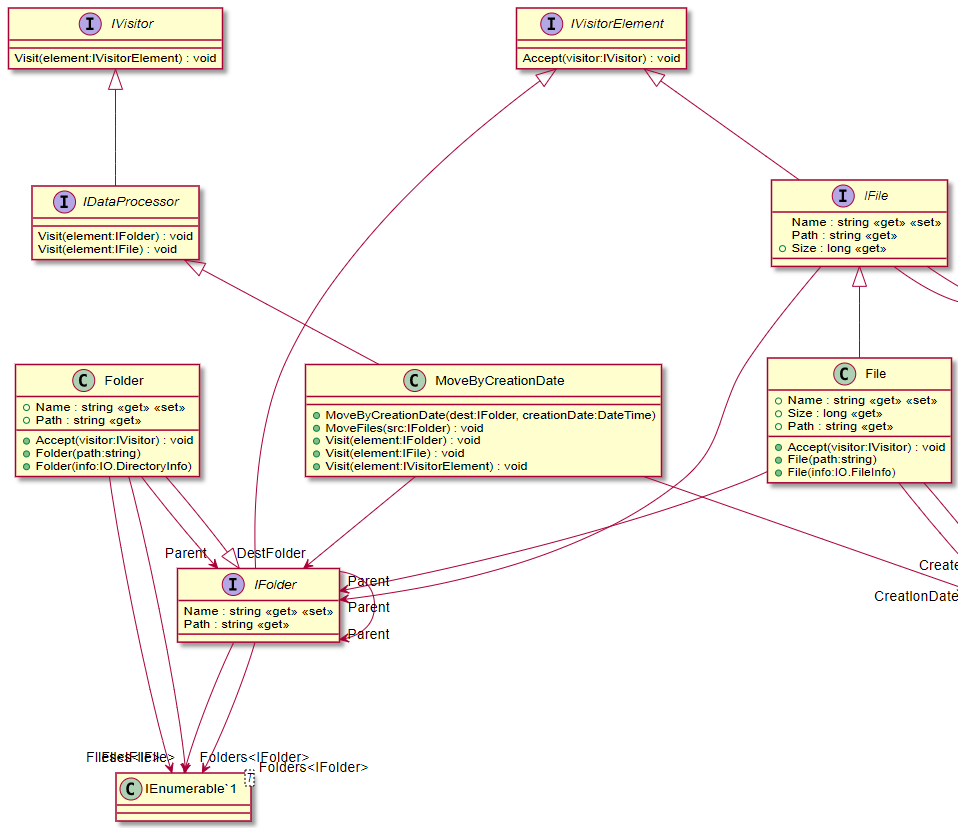 I IVisitor
Visit(element:IVisitorElement) : void
I IVisitorElement
Accept(visitor:IVisitor) : void
I IDataProcessor
Visit(element:IFolder) : void
Visit(element:IFile) : void
I IFile
Name : string «get» «set»
Path : string «get»
Size : long «get»
C Folder
Name : string «get» «set»
Path : string «get»
Accept(visitor:IVisitor) : void
Folder(path:string)
Folder(info:IO.DirectoryInfo)
C MoveByCreationDate
MoveByCreationDate(dest:IFolder, creationDate:DateTime)
MoveFiles(src:IFolder) : void
Visit(element:IFolder) : void
Visit(element:IFile) : void
Visit(element:IVisitorElement) : void
C File
Name : string «get» «set»
Size : long «get»
Path : string «get»
Accept(visitor:IVisitor) : void
File(path:string)
File(info:IO.FileInfo)
Parent
DestFolder
Create
CreationDate
I IFolder
Name : string «get» «set»
Path : string «get»
Parent
Parent
Parent
Folders<IFolder>
Folders<IFolder>
C IEnumerable`1
T